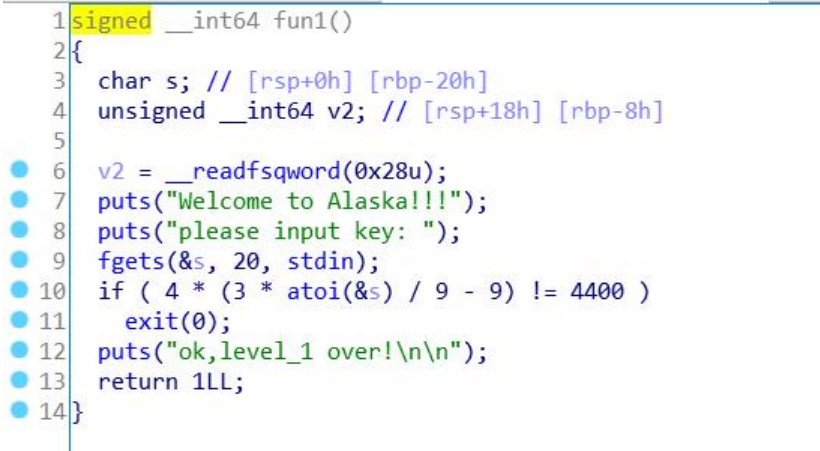 1 signed __int64 fun1()
2 {
3 char s; // [rsp+0h] [rbp-20h]
4 unsigned __int64 v2; // [rsp+18h] [rbp-8h]
5
6 v2 = __readfsqword(0x28u);
7 puts("Welcome to Alaska!!!");
8 puts("please input key: ");
9 fgets(&s, 20, stdin);
10 if ( 4 * (3 * atoi(&s) / 9 - 9) != 4400 )
11 exit(0);
12 puts("ok,level_1 over!\n\n");
13 return 1LL;
14 }